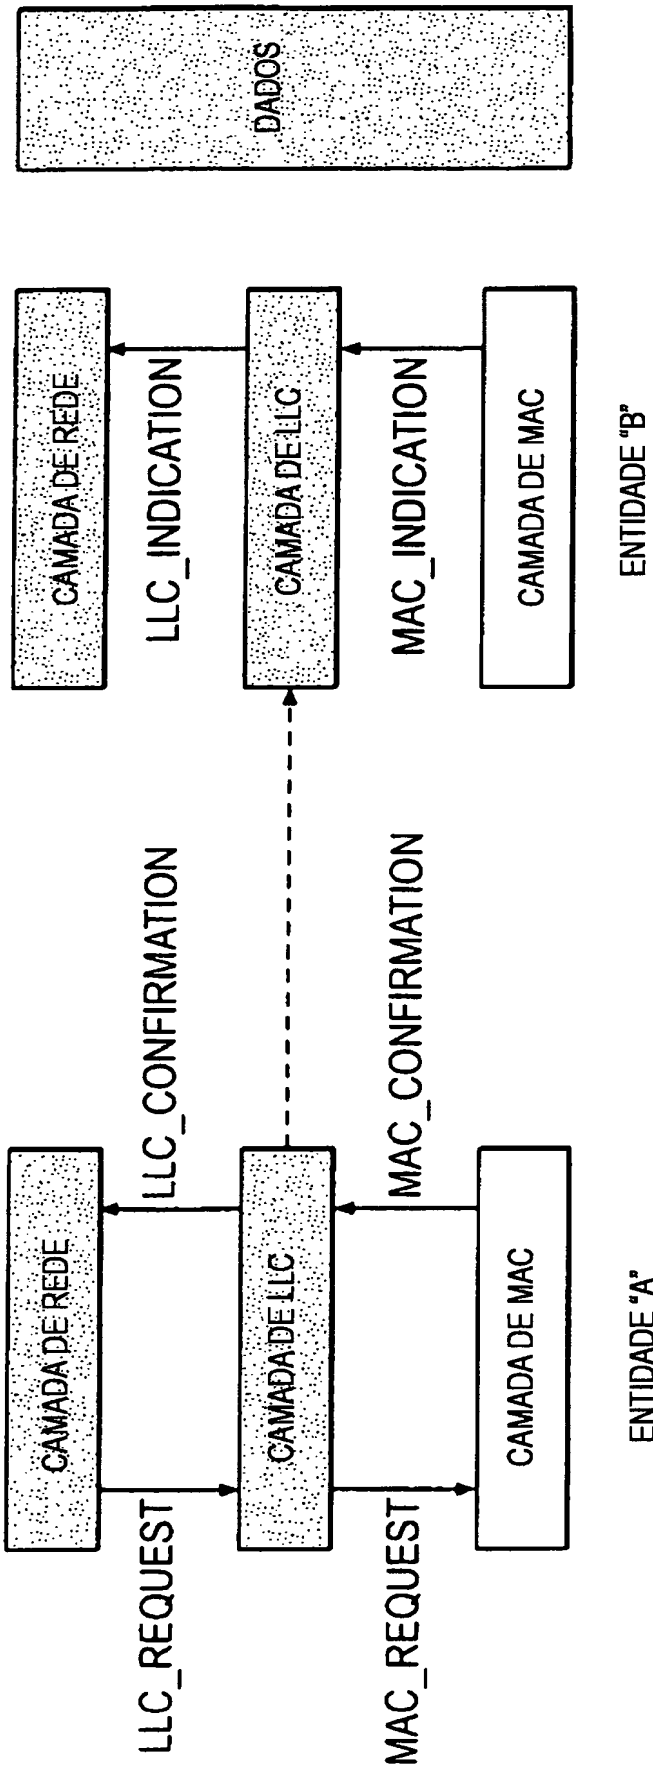 CAMADA DE REDE
LLC_REQUEST
LLC_CONFIRMATION
CAMADA DE LLC
MAC_REQUEST
MAC_CONFIRMATION
CAMADA DE MAC
ENTIDADE "A"
CAMADA DE REDE
LLC_INDICATION
CAMADA DE LLC
MAC_INDICATION
CAMADA DE MAC
ENTIDADE "B"
DADOS